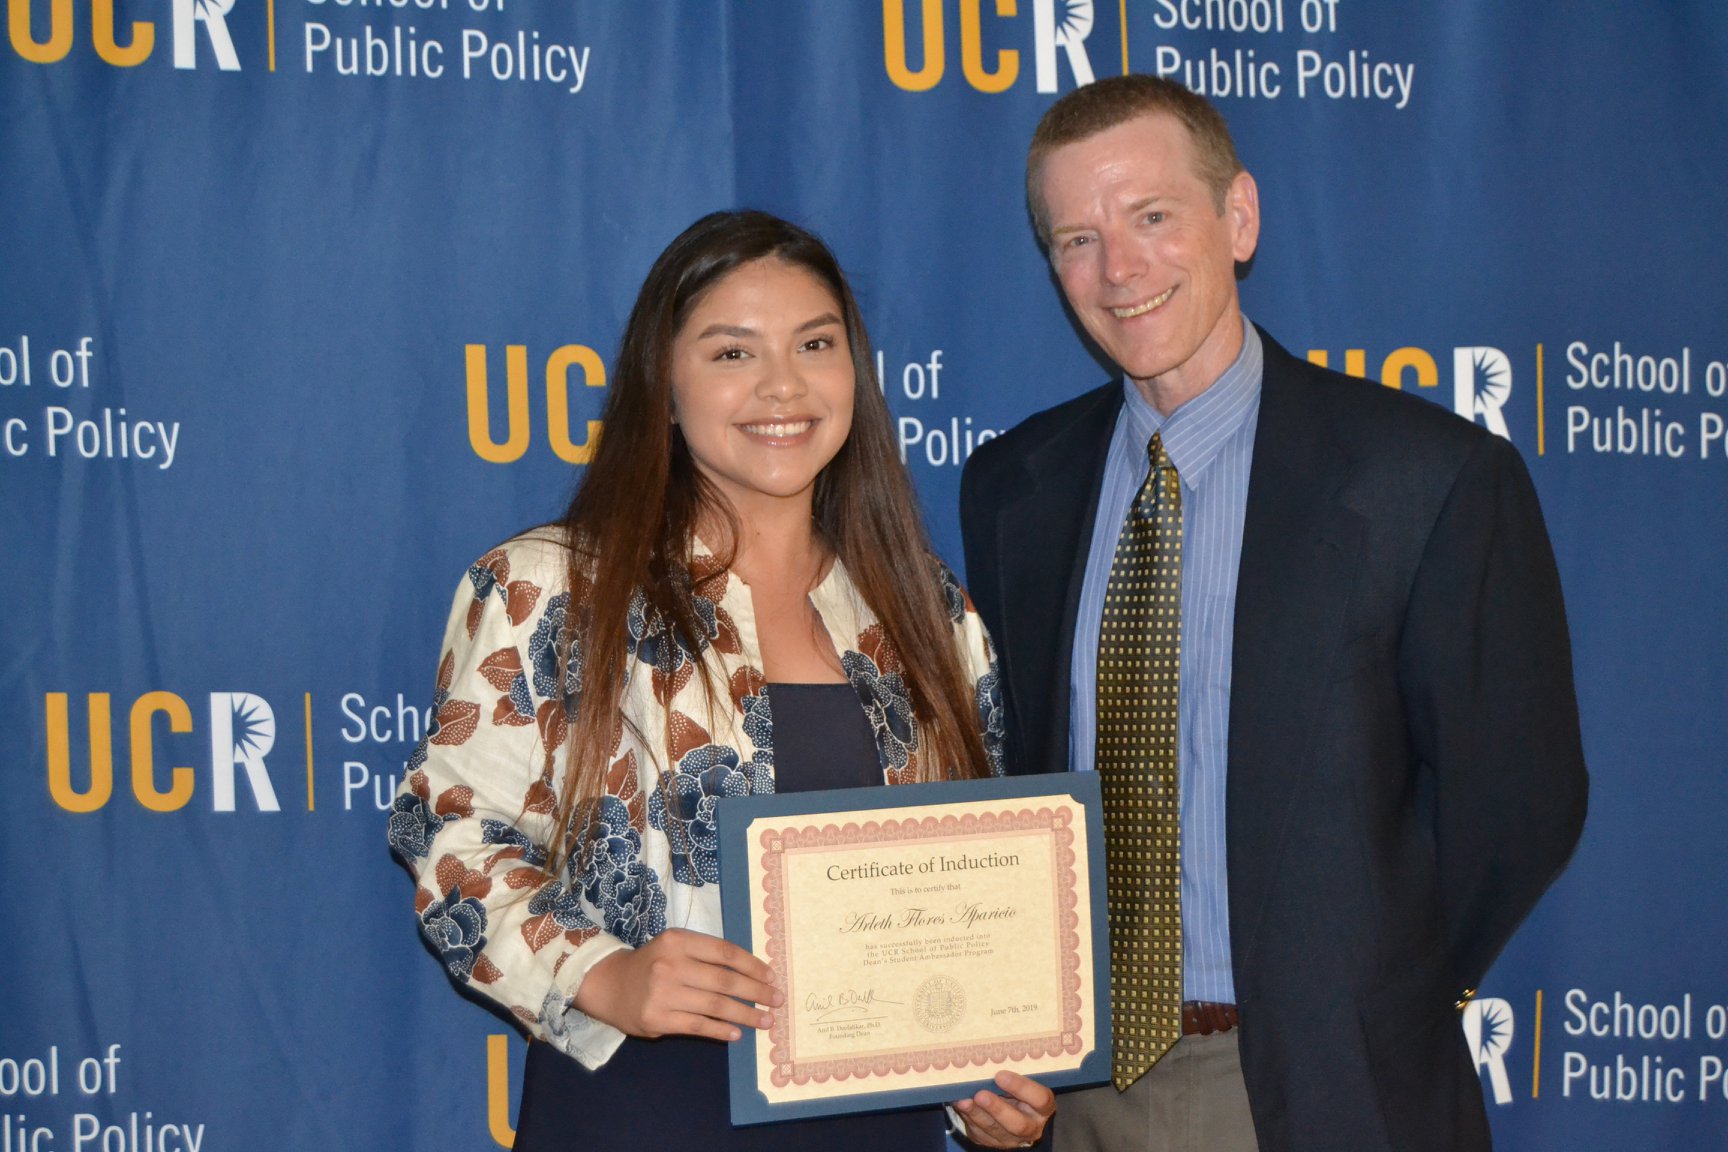 UCR School of
Public Policy
UCR School of
Public Policy
ool of
c Policy
UC
l of
Polic
UCR School o
Public Po
UCR Scho
Pu
R School o
Public Po
ool of
lic Policy
U
Certificate of Induction
This is to certify that
Arleth Flores Aparicio
has successfully been inducted into
the UCR School of Public Policy
Dean's Student Ambassador Program
Anil B. Deolalikar, Ph.D.
Founding Dean
June 7th, 2019